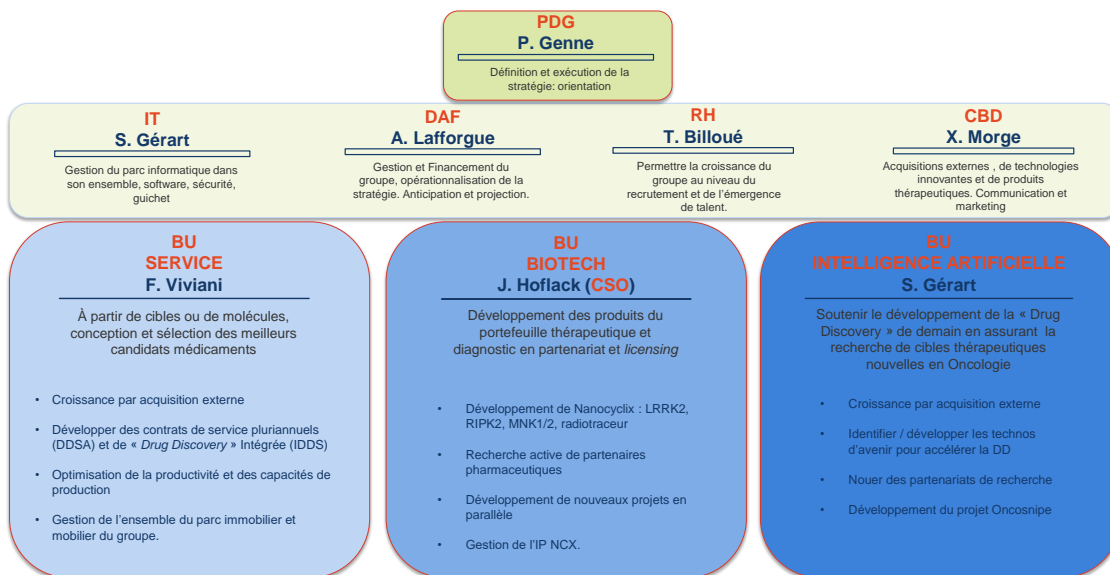 PDG
P. Genne
Définition et exécution de la
stratégie: orientation
IT
S. Gérart
Gestion du parc informatique dans
son ensemble, software, sécurité,
guichet
DAF
A. Lafforgue
Gestion et Financement du
groupe, opérationnalisation de la
stratégie. Anticipation et projection.
RH
T. Billoué
Permettre la croissance du
groupe au niveau du
recrutement et de l'émergence
de talent.
CBD
X. Morge
Acquisitions externes , de technologies
innovantes et de produits
thérapeutiques. Communication et
marketing
BU
SERVICE
F. Viviani
À partir de cibles ou de molécules,
conception et sélection des meilleurs
candidats médicaments
• Croissance par acquisition externe
• Développer des contrats de service pluriannuels
(DDSA) et de « Drug Discovery » Intégrée (IDDS)
• Optimisation de la productivité et des capacités de
production
• Gestion de l'ensemble du parc immobilier et
mobilier du groupe.
BU
BIOTECH
J. Hoflack (CSO)
Développement des produits du
portefeuille thérapeutique et
diagnostic en partenariat et licensing
• Développement de Nanocyclix : LRRK2,
RIPK2, MNK1/2, radiotraceur
• Recherche active de partenaires
pharmaceutiques
• Développement de nouveaux projets en
parallèle
• Gestion de l'IP NCX.
BU
INTELLIGENCE ARTIFICIELLE
S. Gérart
Soutenir le développement de la « Drug
Discovery » de demain en assurant la
recherche de cibles thérapeutiques
nouvelles en Oncologie
• Croissance par acquisition externe
• Identifier / développer les technos
d'avenir pour accélérer la DD
• Nouer des partenariats de recherche
• Développement du projet Oncosnipe